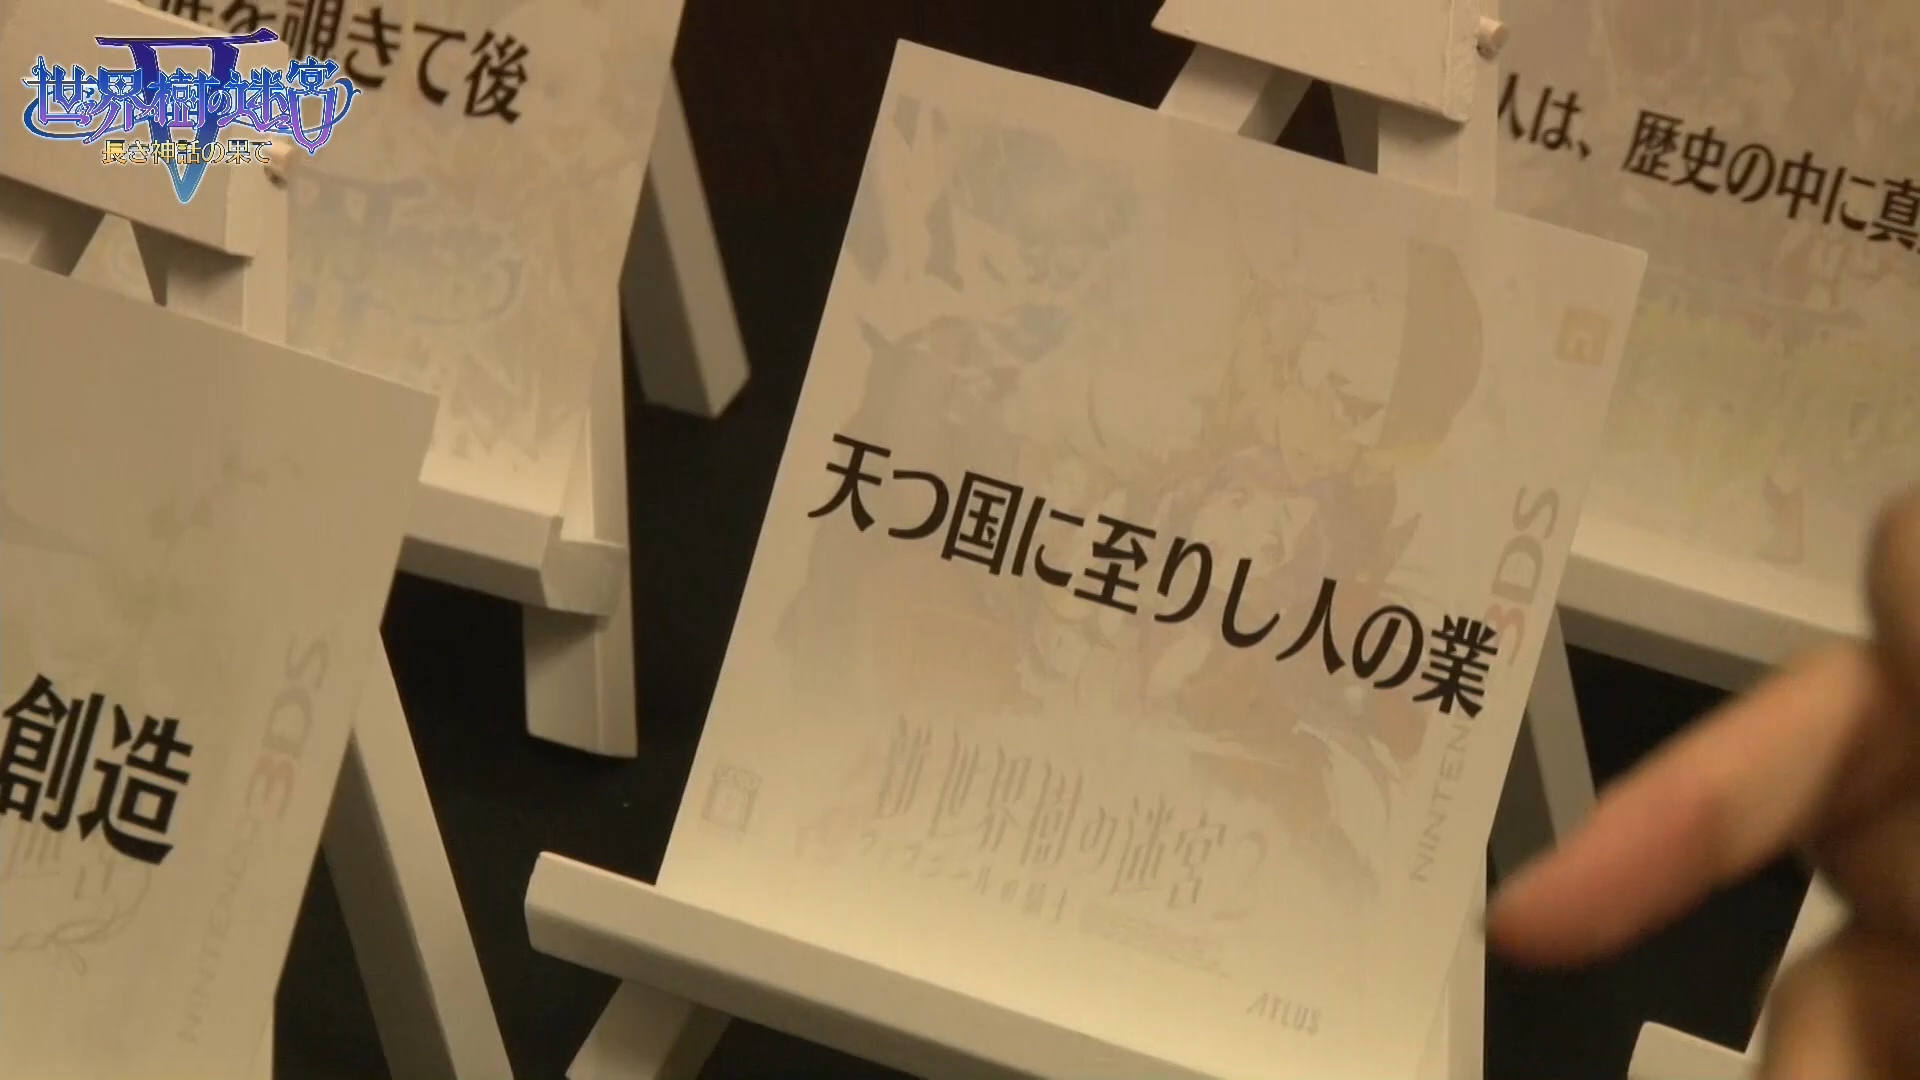 世界樹の迷宮V
長き神話の果て
を覗きて後
人は、歴史の中に真
天つ国に至りし人の業
3DS
NINTEN
新世界樹の迷宮2
ファフニールの騎士
ATLUS
創造
NINTENDO 3DS